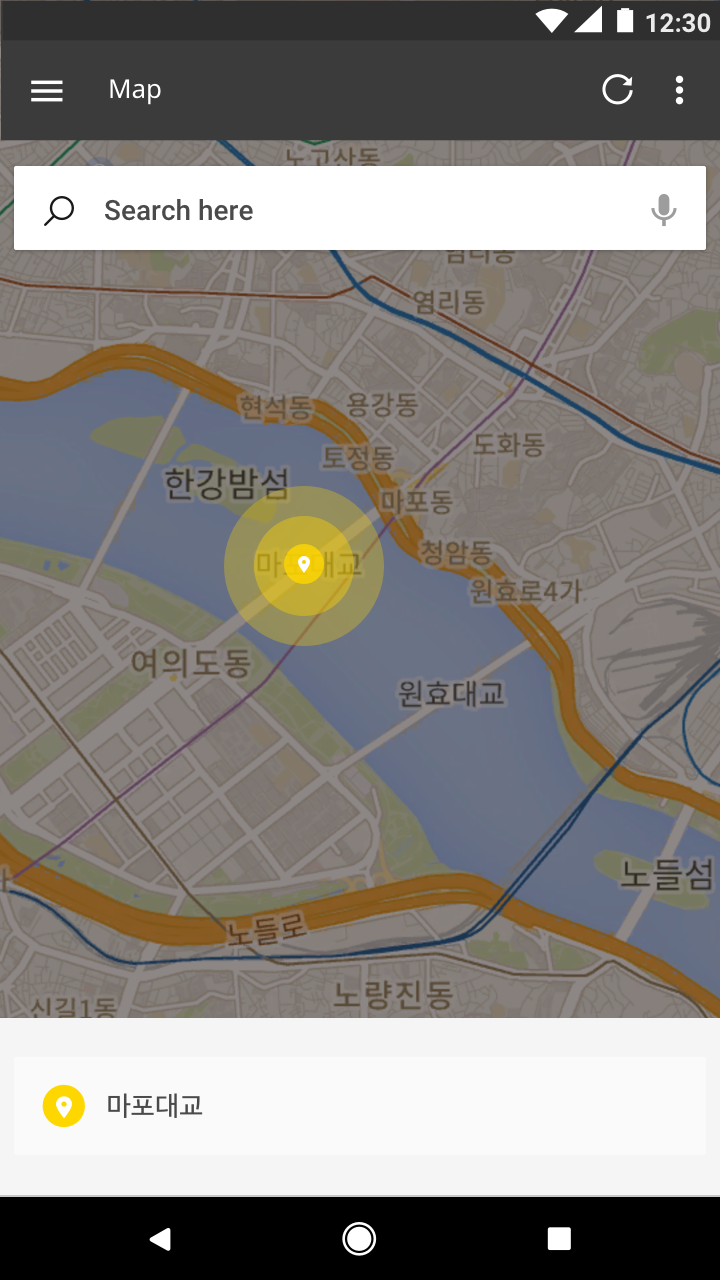 12:30
Map
노고산동
Search here
염리동
염리동
현석동
용강동
도화동
토정동
한강밤섬
마포동
청암동
마포대교
원효로4가
여의도동
원효대교
노들섬
노들로
노량진동
신길1동
마포대교